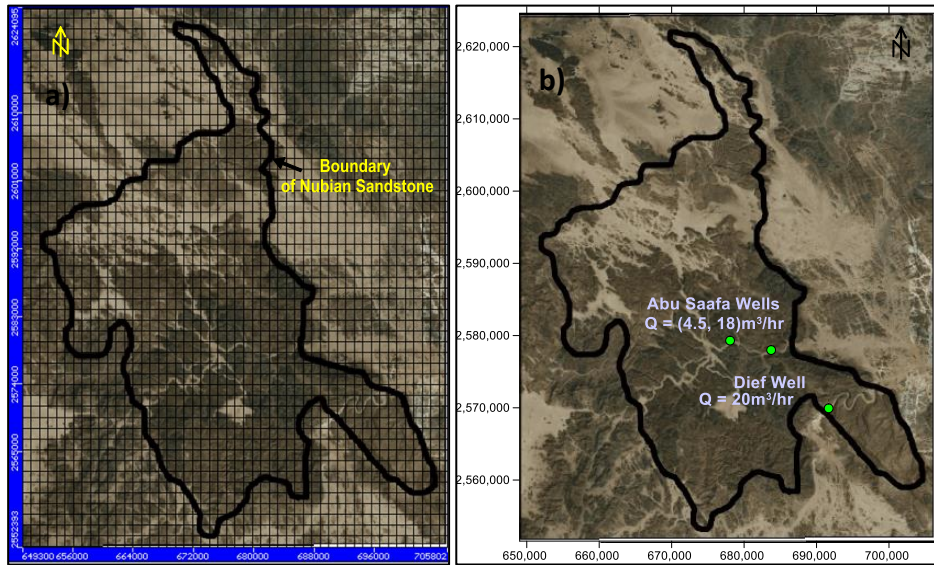 a)
N
Boundary
of Nubian Sandstone
2624095
2610000
2601000
2592000
2583000
2574000
2565000
2552393
649300 656000 664000 672000 680000 688000 696000 705802
b)
N
2,620,000
2,610,000
2,600,000
2,590,000
2,580,000
2,570,000
2,560,000
Abu Saafa Wells
Q = (4.5, 18)m³/hr
Dief Well
Q = 20m³/hr
650,000 660,000 670,000 680,000 690,000 700,000